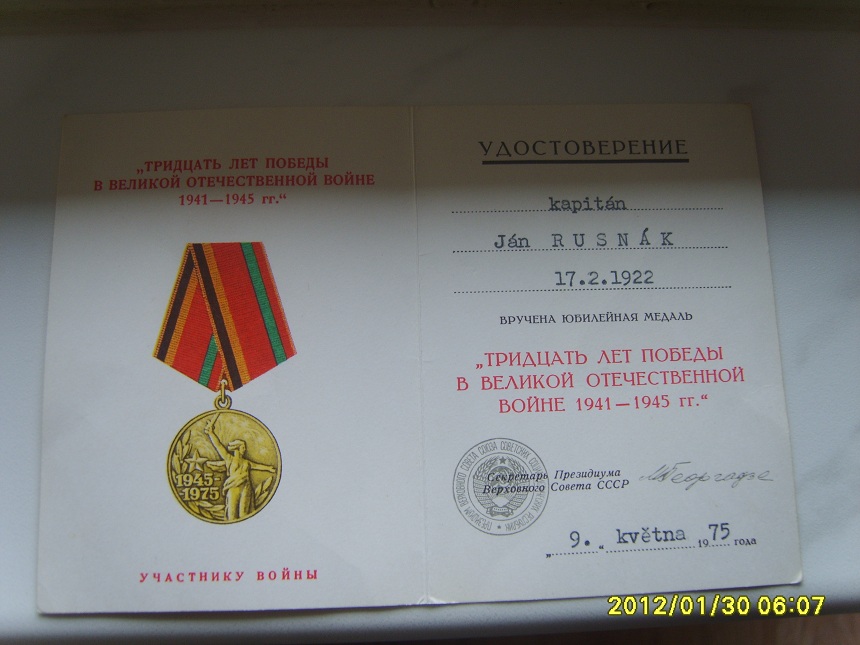 „ТРИДЦАТЬ ЛЕТ ПОБЕДЫ
В ВЕЛИКОЙ ОТЕЧЕСТВЕННОЙ ВОЙНЕ
1941—1945 гг.“
1945-
-1975
УЧАСТНИКУ ВОЙНЫ
УДОСТОВЕРЕНИЕ
kapitán
Ján RUSNÁK
17.2.1922
ВРУЧЕНА ЮБИЛЕЙНАЯ МЕДАЛЬ
„ТРИДЦАТЬ ЛЕТ ПОБЕДЫ
В ВЕЛИКОЙ ОТЕЧЕСТВЕННОЙ
ВОЙНЕ 1941—1945 гг.“
Секретарь Президиума
Верховного Совета СССР
МГеоргадзе
„9.“ května 1975 года
2012/01/30 06:07